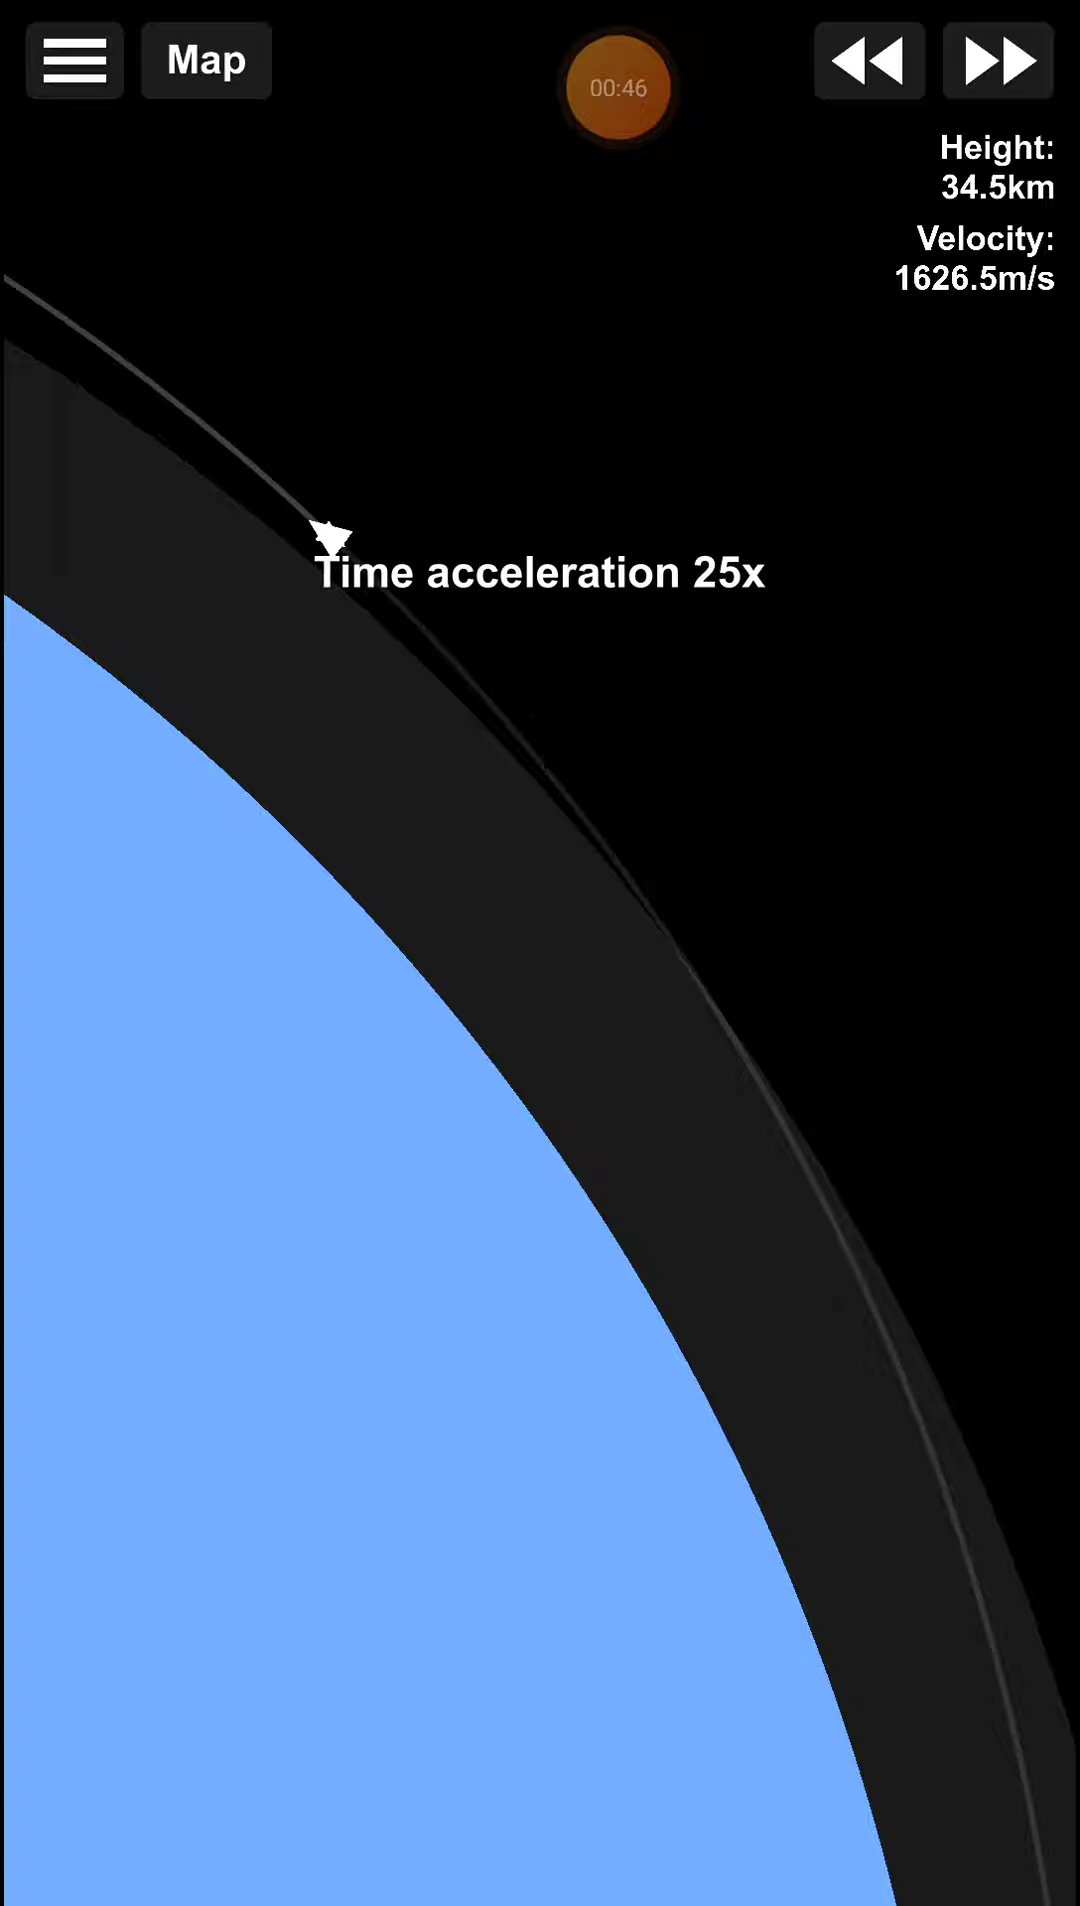 Map
00:46
Height:
34.5km
Velocity:
1626.5m/s
Time acceleration 25x